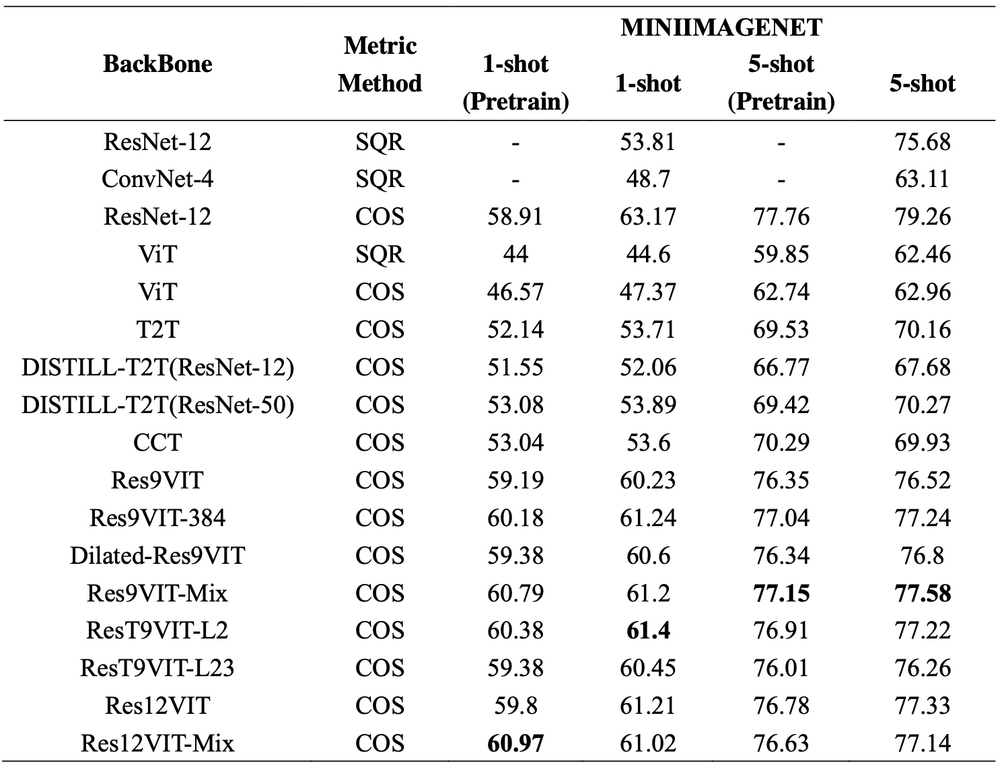 BackBone Metric Method MINIIMAGENET
1-shot (Pretrain) 1-shot 5-shot (Pretrain) 5-shot
ResNet-12 SQR - 53.81 - 75.68
ConvNet-4 SQR - 48.7 - 63.11
ResNet-12 COS 58.91 63.17 77.76 79.26
ViT SQR 44 44.6 59.85 62.46
ViT COS 46.57 47.37 62.74 62.96
T2T COS 52.14 53.71 69.53 70.16
DISTILL-T2T(ResNet-12) COS 51.55 52.06 66.77 67.68
DISTILL-T2T(ResNet-50) COS 53.08 53.89 69.42 70.27
CCT COS 53.04 53.6 70.29 69.93
Res9VIT COS 59.19 60.23 76.35 76.52
Res9VIT-384 COS 60.18 61.24 77.04 77.24
Dilated-Res9VIT COS 59.38 60.6 76.34 76.8
Res9VIT-Mix COS 60.79 61.2 77.15 77.58
ResT9VIT-L2 COS 60.38 61.4 76.91 77.22
ResT9VIT-L23 COS 59.38 60.45 76.01 76.26
Res12VIT COS 59.8 61.21 76.78 77.33
Res12VIT-Mix COS 60.97 61.02 76.63 77.14